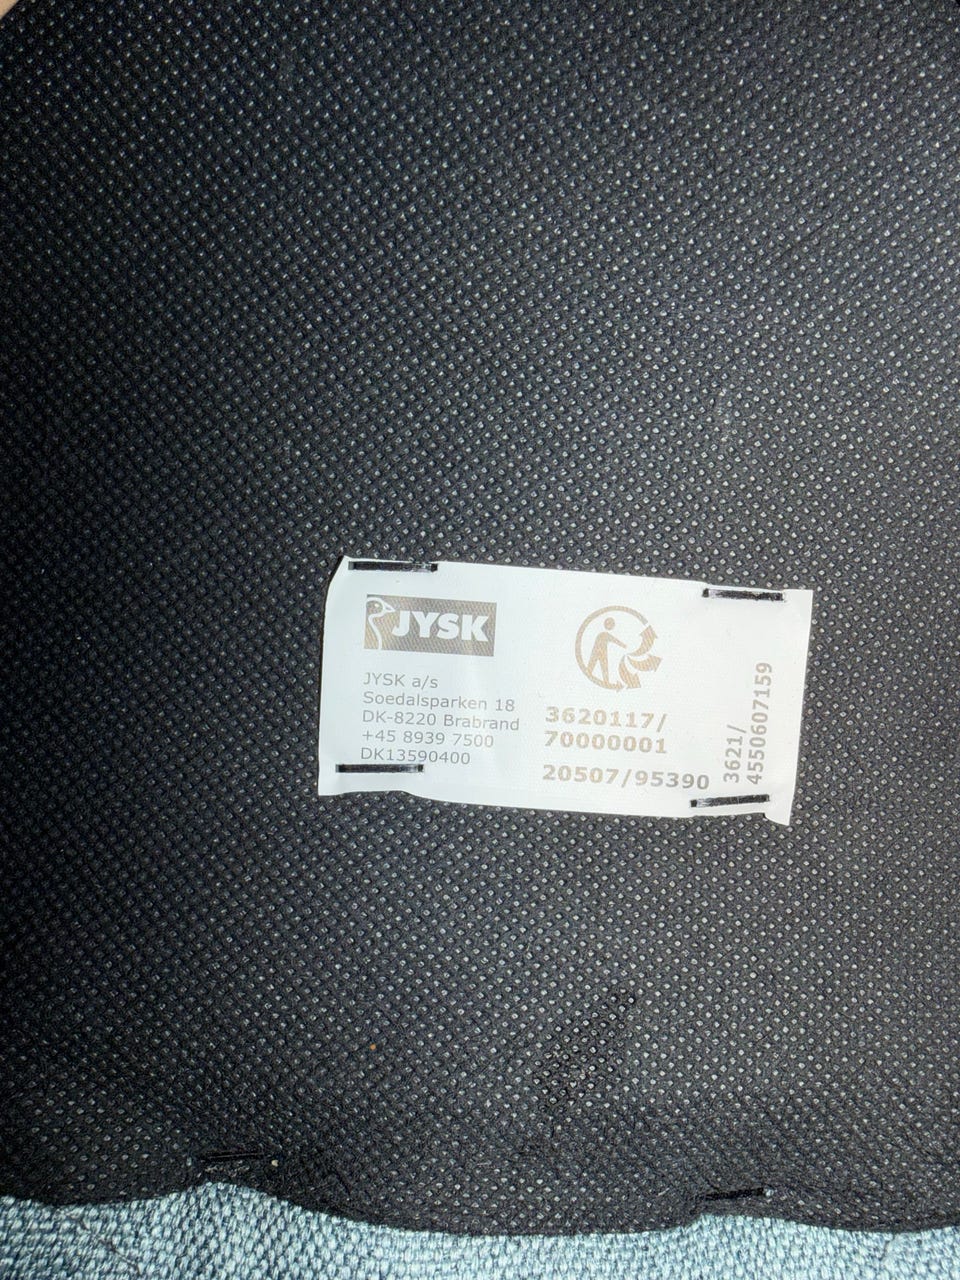 JYSK
JYSK a/s
Soedalsparken 18
DK-8220 Brabrand
+45 8939 7500
DK13590400
3620117/
70000001
20507/95390
3621/
4550607159